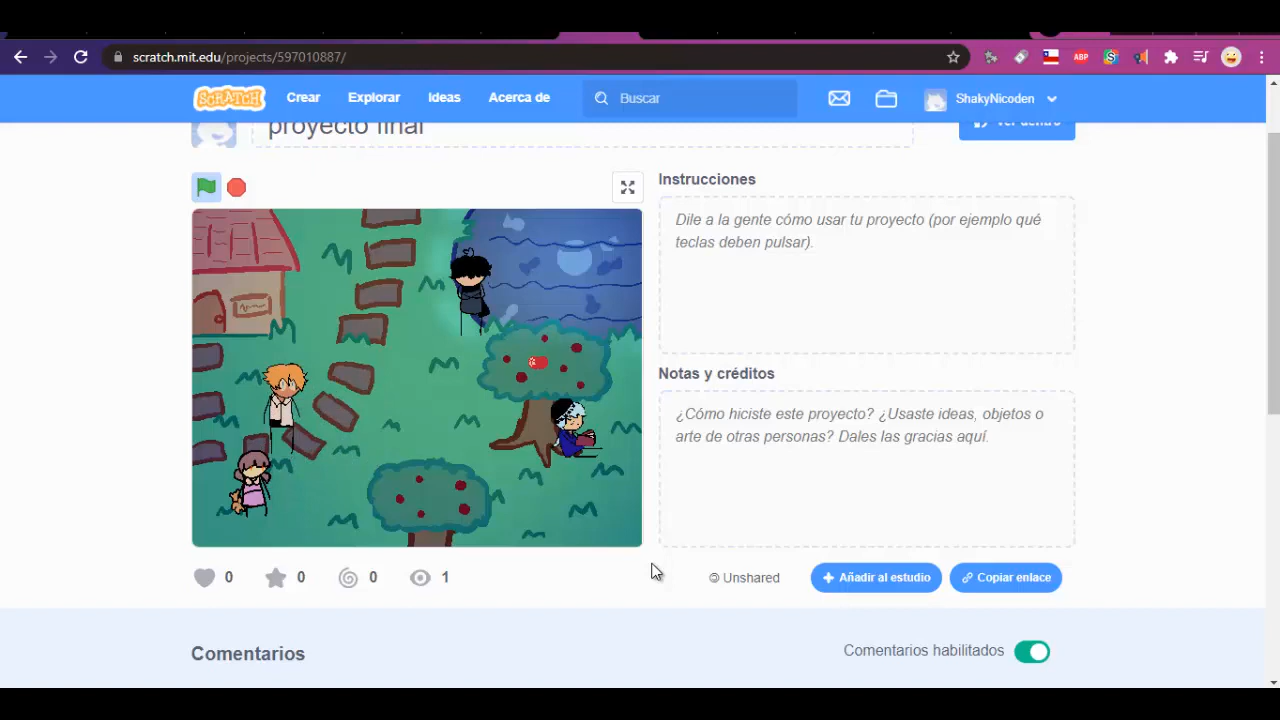 scratch.mit.edu/projects/597010887/
ABP
SCRATCH
Crear
Explorar
Ideas
Acerca de
Buscar
ShakyNicoden
proyecto final
Ver dentro
Instrucciones
Dile a la gente cómo usar tu proyecto (por ejemplo qué
teclas deben pulsar).
Notas y créditos
¿Cómo hiciste este proyecto? ¿Usaste ideas, objetos o
arte de otras personas? Dales las gracias aquí.
0
0
0
1
Unshared
Añadir al estudio
Copiar enlace
Comentarios
Comentarios habilitados